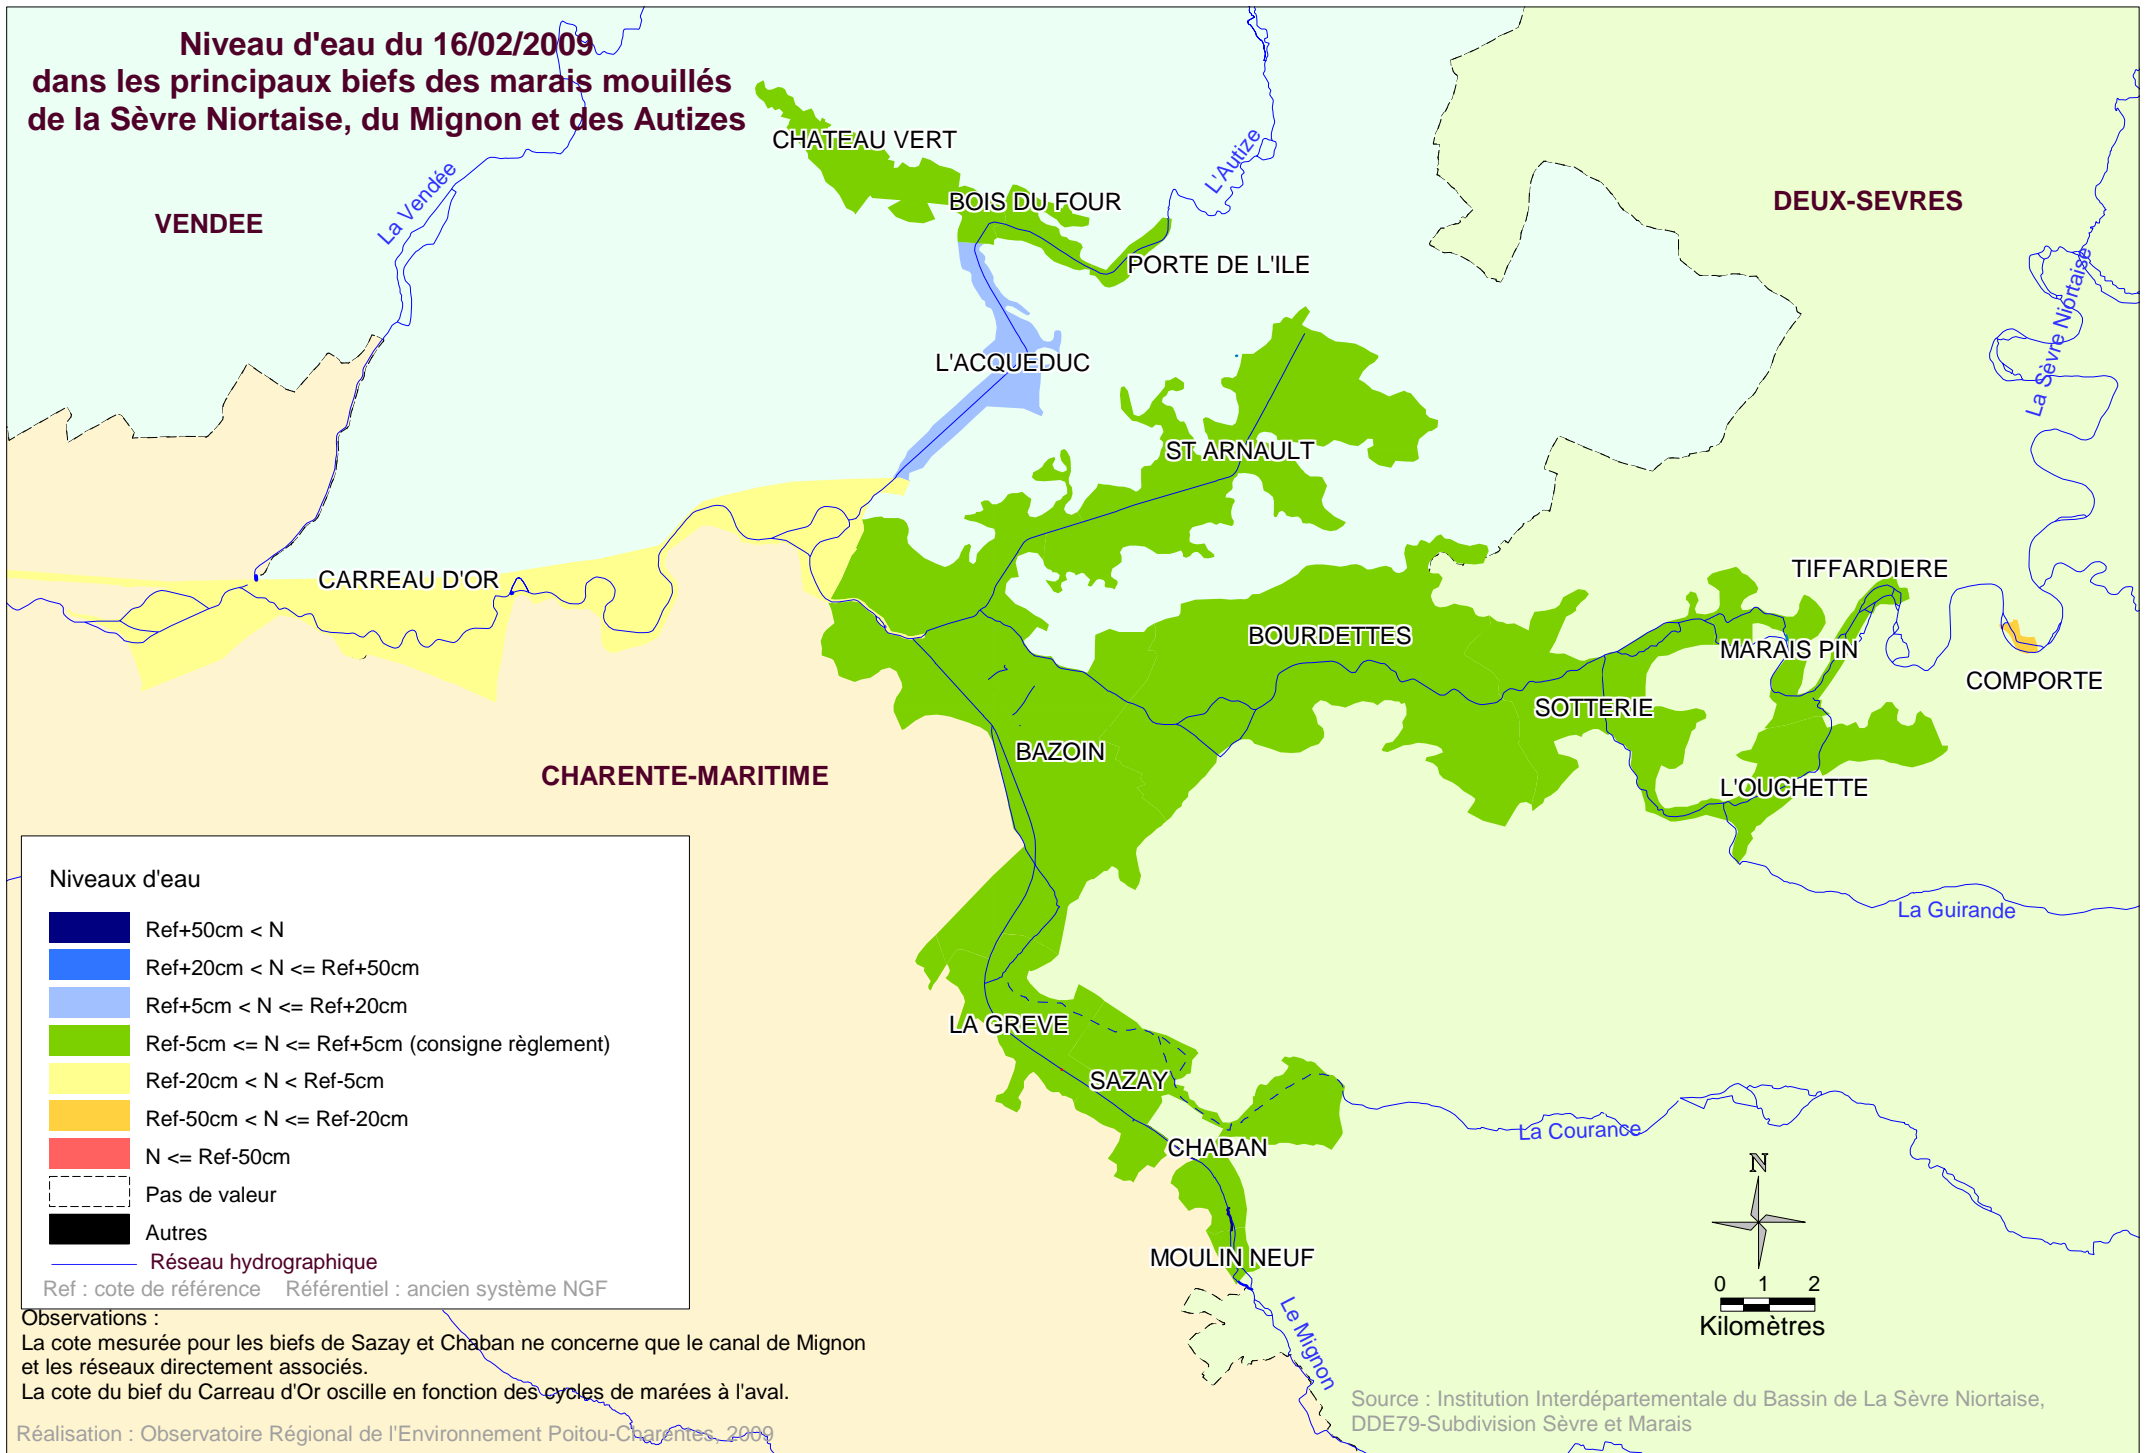 Niveau d'eau du 16/02/2009
dans les principaux biefs des marais mouillés
de la Sèvre Niortaise, du Mignon et des Autizes
CHATEAU VERT
La Vendée
L'Autize
VENDEE
BOIS DU FOUR
DEUX-SEVRES
PORTE DE L'ILE
La Sèvre Niortaise
L'ACQUEDUC
ST ARNAULT
CARREAU D'OR
TIFFARDIERE
BOURDETTES
MARAIS PIN
COMPORTE
SOTTERIE
BAZOIN
CHARENTE-MARITIME
L'OUCHETTE
La Guirande
LA GREVE
SAZAY
La Courance
CHABAN
MOULIN NEUF
Le Mignon
Niveaux d'eau
Ref+50cm < N
Ref+20cm < N <= Ref+50cm
Ref+5cm < N <= Ref+20cm
Ref-5cm <= N <= Ref+5cm (consigne règlement)
Ref-20cm < N < Ref-5cm
Ref-50cm < N <= Ref-20cm
N <= Ref-50cm
Pas de valeur
Autres
Réseau hydrographique
Ref : cote de référence Référentiel : ancien système NGF
N
0 1 2
Kilomètres
Observations :
La cote mesurée pour les biefs de Sazay et Chaban ne concerne que le canal de Mignon
et les réseaux directement associés.
La cote du bief du Carreau d'Or oscille en fonction des cycles de marées à l'aval.
Réalisation : Observatoire Régional de l'Environnement Poitou-Charentes, 2009
Source : Institution Interdépartementale du Bassin de La Sèvre Niortaise,
DDE79-Subdivision Sèvre et Marais